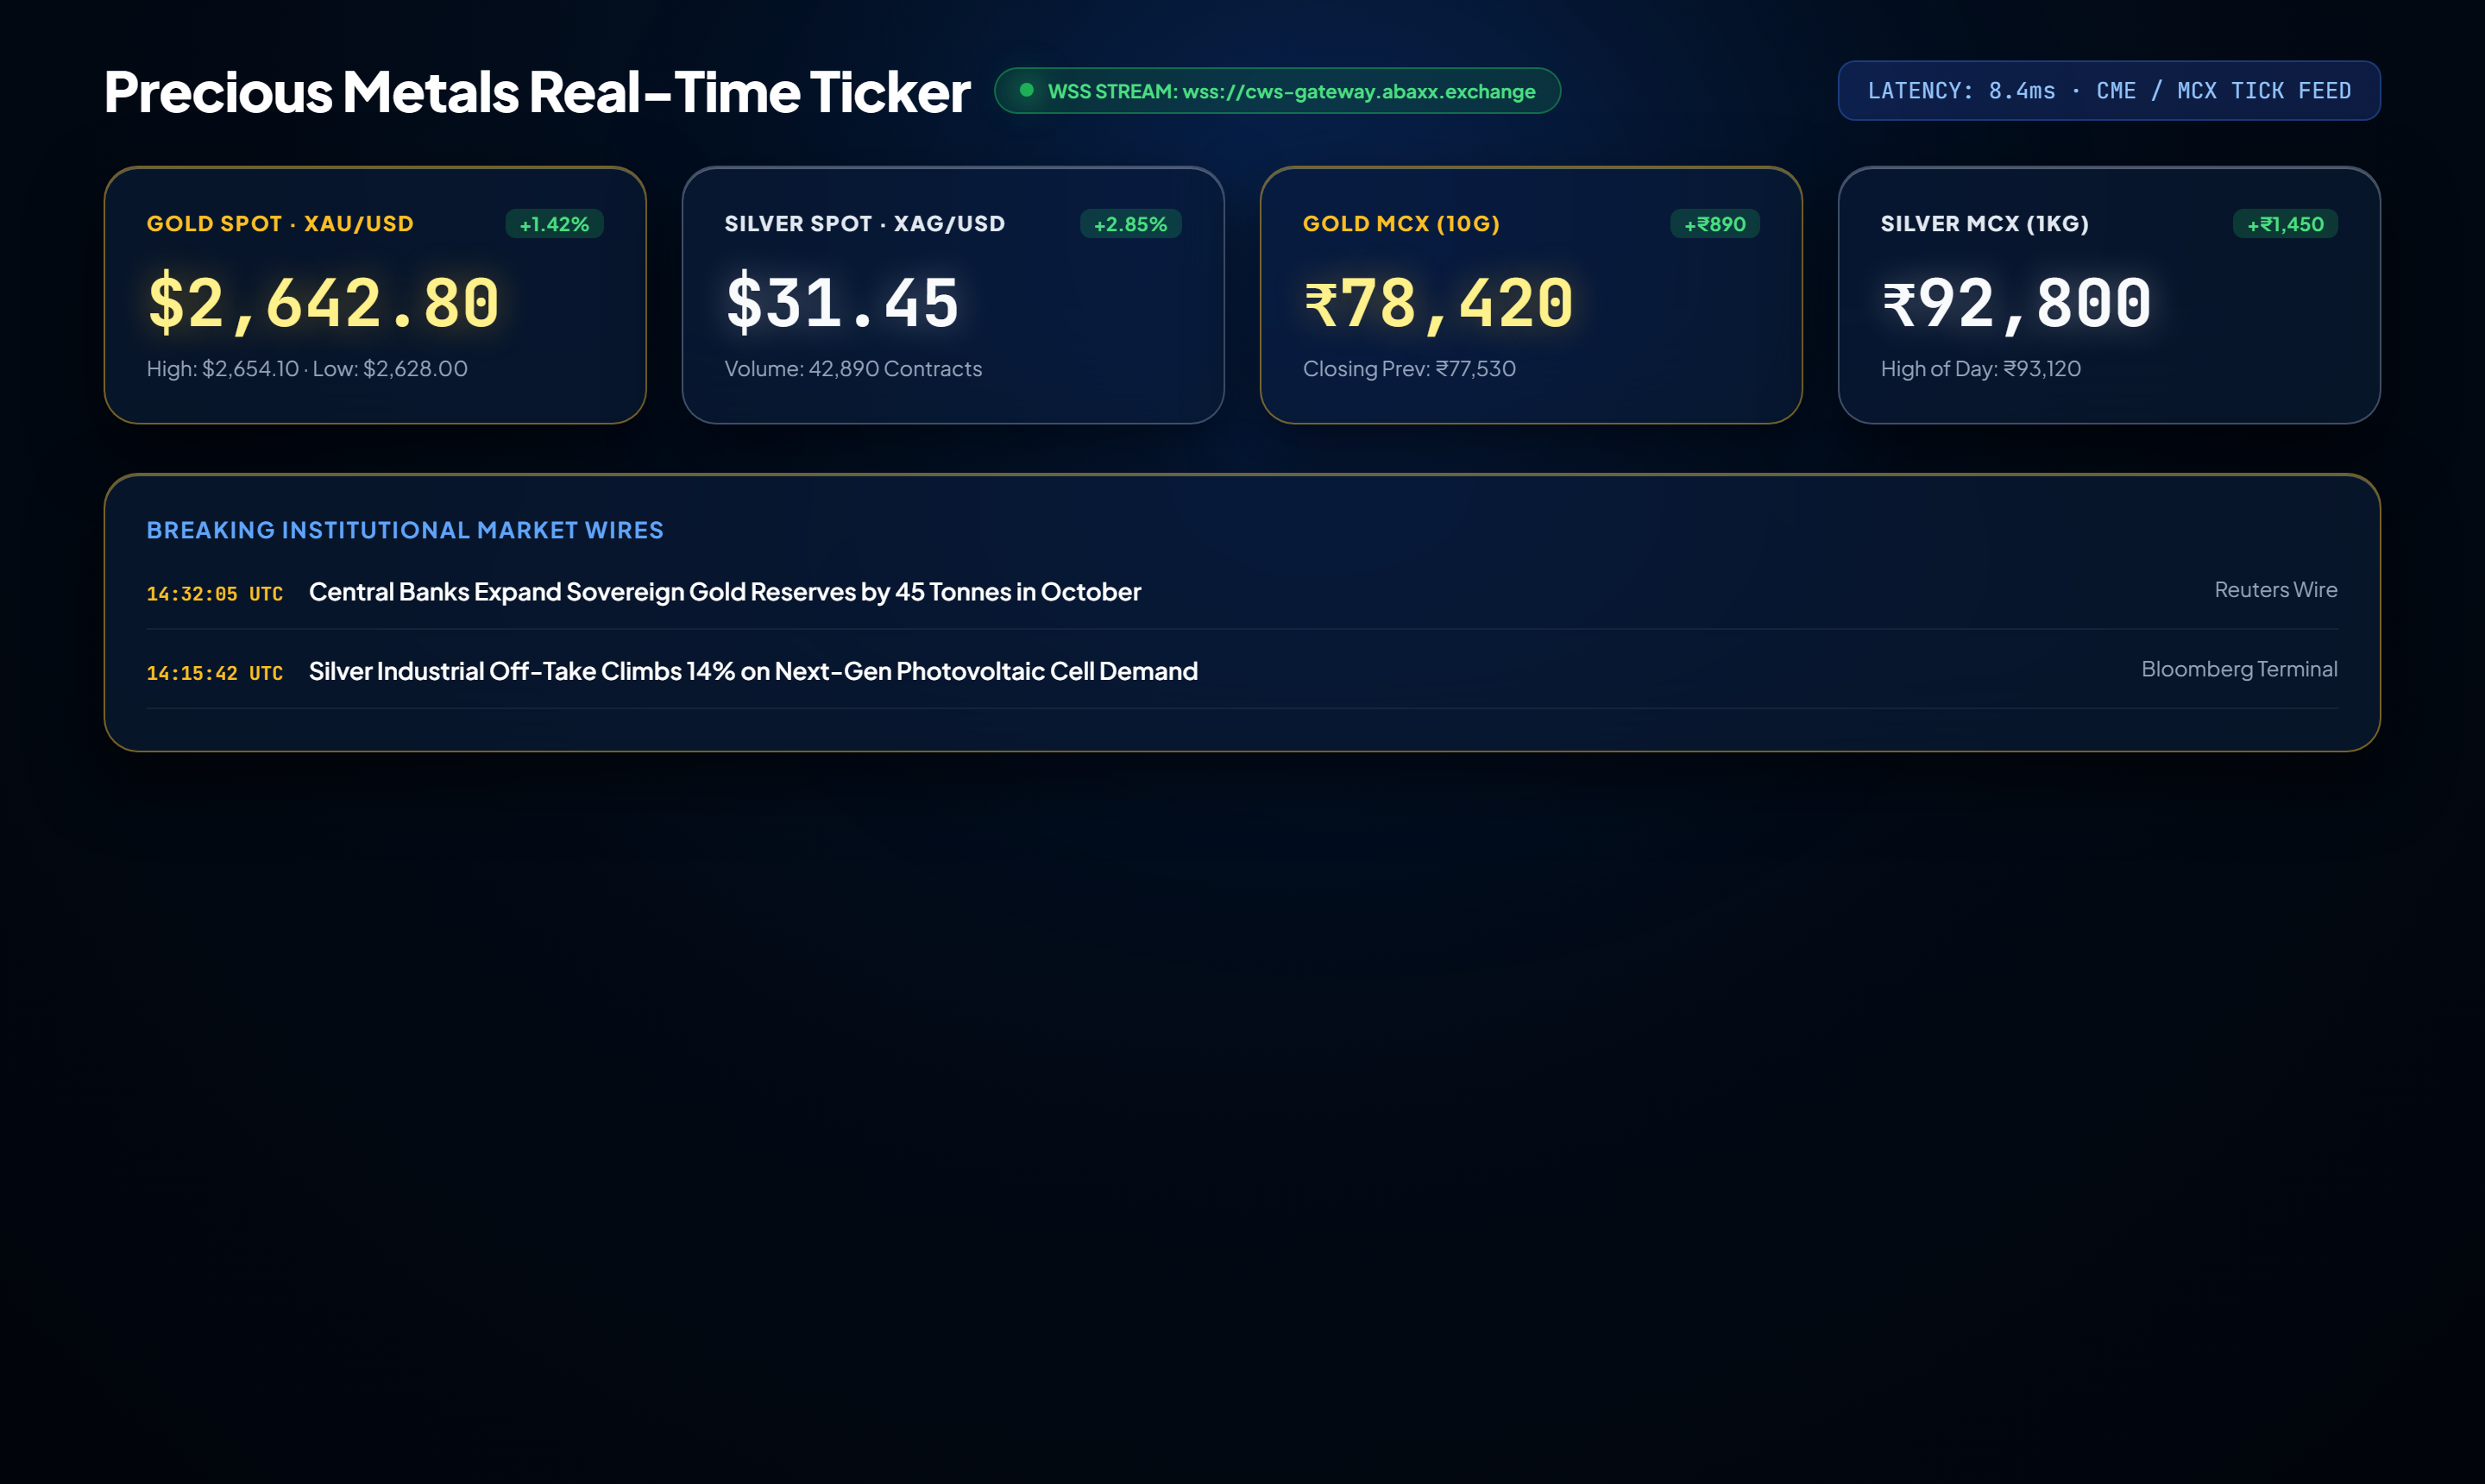 Precious Metals Real-Time Ticker
WSS STREAM: wss://cws-gateway.abaxx.exchange
LATENCY: 8.4ms · CME / MCX TICK FEED
GOLD SPOT · XAU/USD
+1.42%
$2,642.80
High: $2,654.10 · Low: $2,628.00
SILVER SPOT · XAG/USD
+2.85%
$31.45
Volume: 42,890 Contracts
GOLD MCX (10G)
+₹890
₹78,420
Closing Prev: ₹77,530
SILVER MCX (1KG)
+₹1,450
₹92,800
High of Day: ₹93,120
BREAKING INSTITUTIONAL MARKET WIRES
14:32:05 UTC Central Banks Expand Sovereign Gold Reserves by 45 Tonnes in October Reuters Wire
14:15:42 UTC Silver Industrial Off-Take Climbs 14% on Next-Gen Photovoltaic Cell Demand Bloomberg Terminal